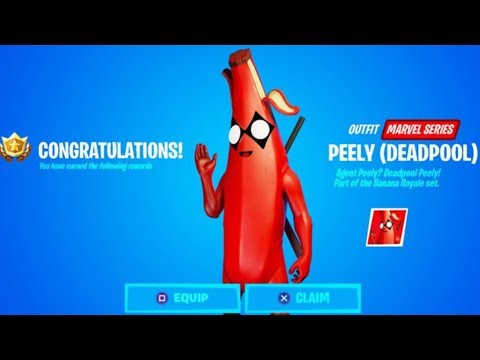 CONGRATULATIONS!
You have earned the following rewards
OUTFIT MARVEL SERIES
PEELY (DEADPOOL)
Agent Peely? Deadpool Peely!
Part of the Banana Royale set.
EQUIP
CLAIM